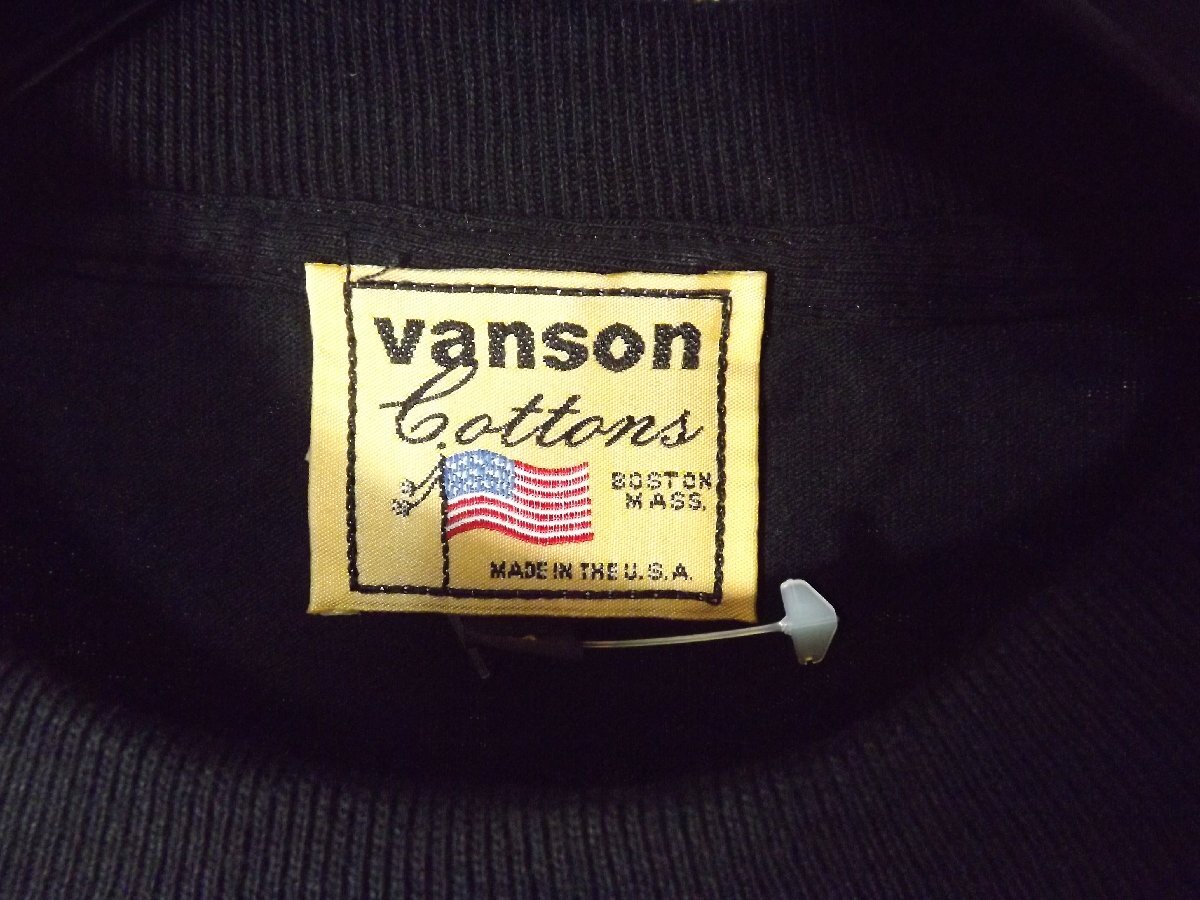 vanson
Cottons
BOSTON
MASS.
MADE IN THE U.S.A.